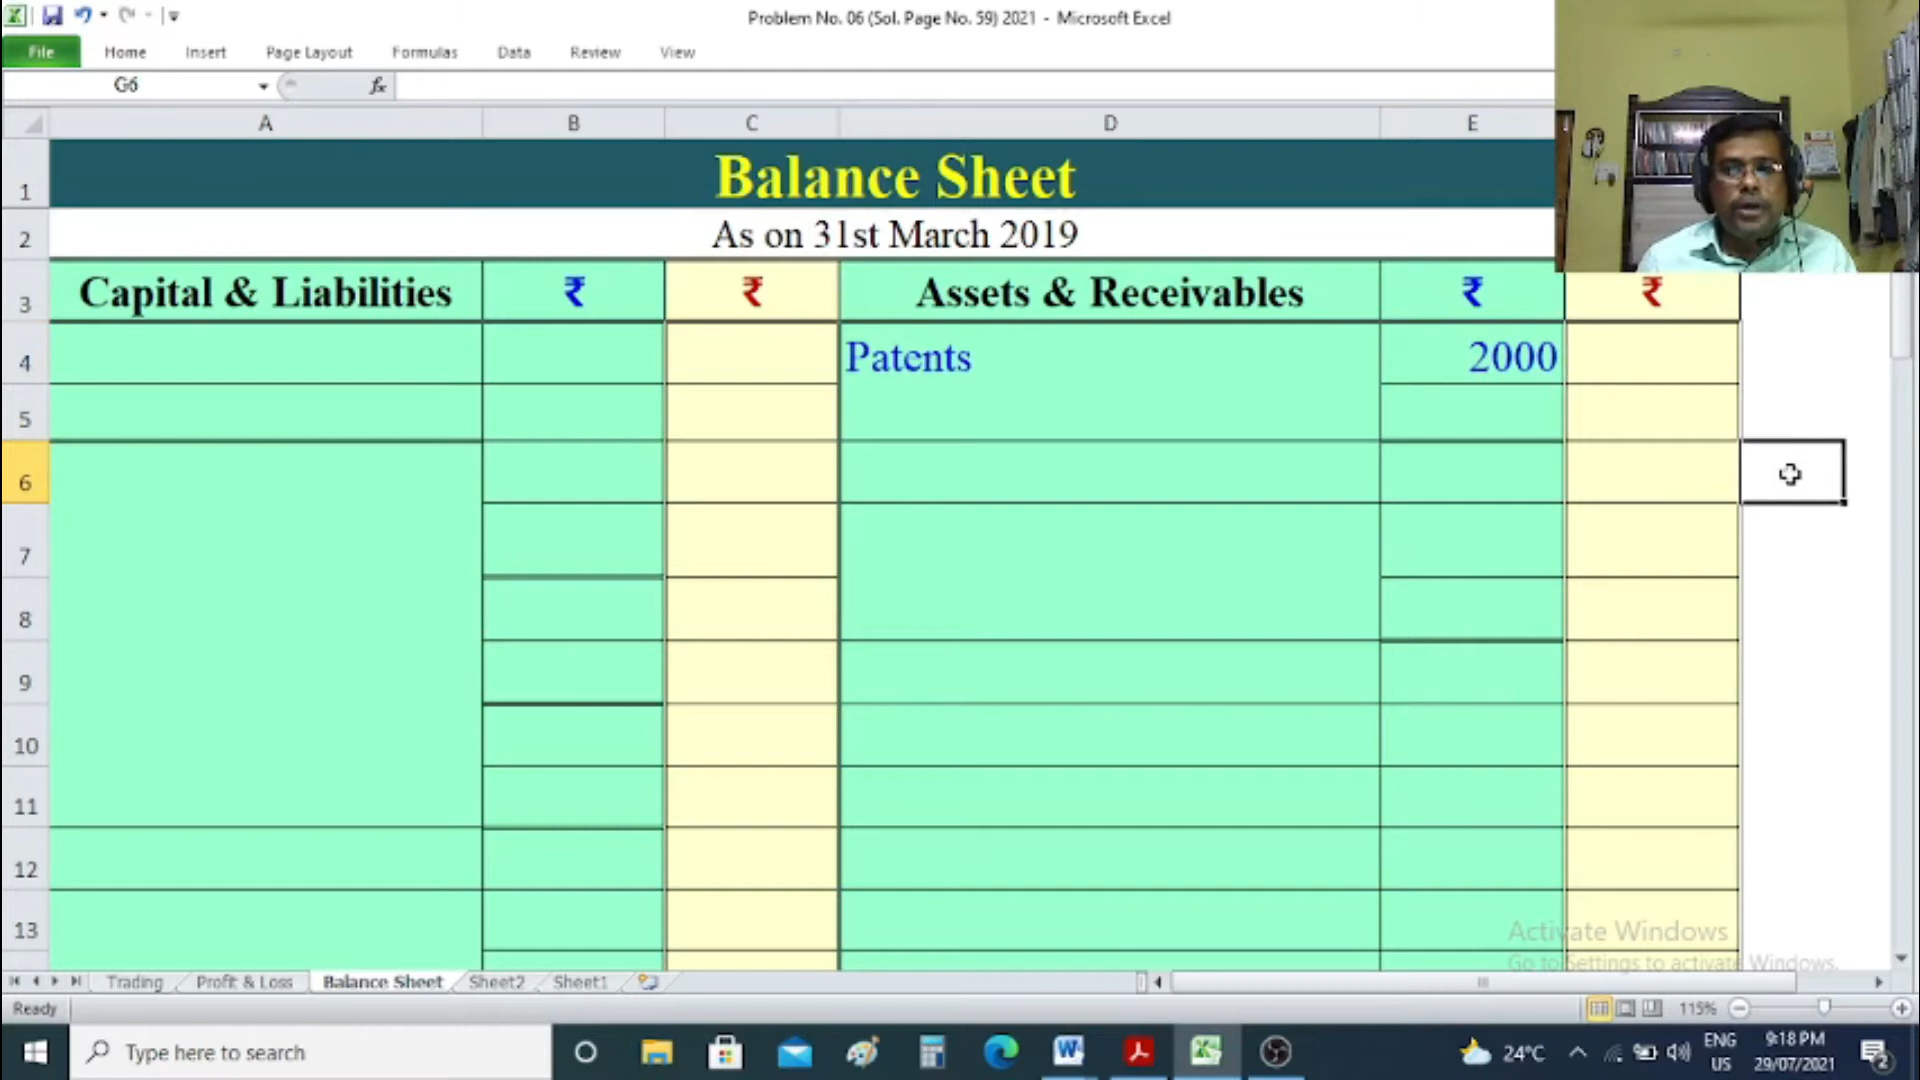 Problem No. 06 (Sol. Page No. 59) 2021 - Microsoft Excel
File Home Insert Page Layout Formulas Data Review View
G6 fx
A B C D E
1 Balance Sheet
2 As on 31st March 2019
3 Capital & Liabilities ₹ ₹ Assets & Receivables ₹ ₹
4 Patents 2000
5
6
7
8
9
10
11
12
13
Activate Windows
Go to Settings to activate Windows.
Trading Profit & Loss Balance Sheet Sheet2 Sheet1
Ready 115%
Type here to search 24°C ENG US 9:18 PM 29/07/2021 2